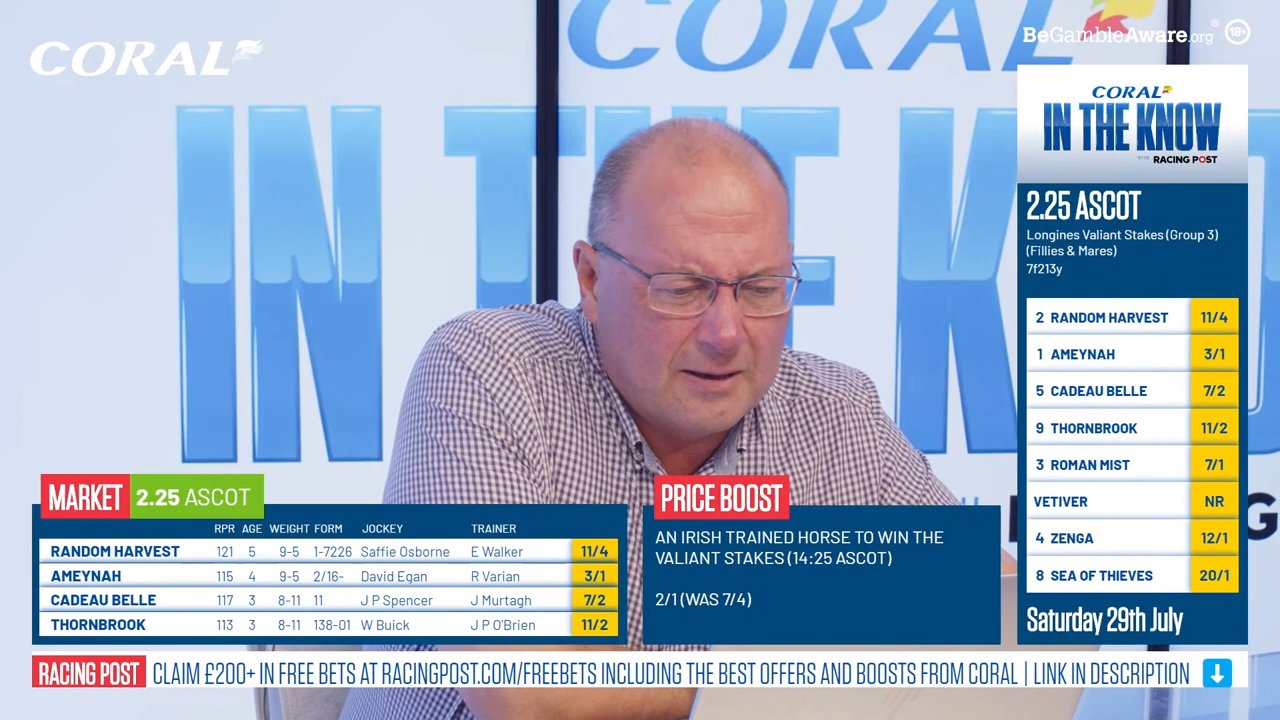 CORAL
CORAL
BeGambleAware.org® 18+
IN THE KNOW
CORAL
IN THE KNOW
WITH RACING POST
2.25 ASCOT
Longines Valiant Stakes (Group 3)
(Fillies & Mares)
7f213y
2 RANDOM HARVEST 11/4
1 AMEYNAH 3/1
5 CADEAU BELLE 7/2
9 THORNBROOK 11/2
3 ROMAN MIST 7/1
VETIVER NR
4 ZENGA 12/1
8 SEA OF THIEVES 20/1
Saturday 29th July
MARKET 2.25 ASCOT
RPR AGE WEIGHT FORM JOCKEY TRAINER
RANDOM HARVEST 121 5 9-5 1-7226 Saffie Osborne E Walker 11/4
AMEYNAH 115 4 9-5 2/16- David Egan R Varian 3/1
CADEAU BELLE 117 3 8-11 11 J P Spencer J Murtagh 7/2
THORNBROOK 113 3 8-11 138-01 W Buick J P O'Brien 11/2
PRICE BOOST
AN IRISH TRAINED HORSE TO WIN THE
VALIANT STAKES (14:25 ASCOT)
2/1 (WAS 7/4)
RACING POST CLAIM £200+ IN FREE BETS AT RACINGPOST.COM/FREEBETS INCLUDING THE BEST OFFERS AND BOOSTS FROM CORAL | LINK IN DESCRIPTION